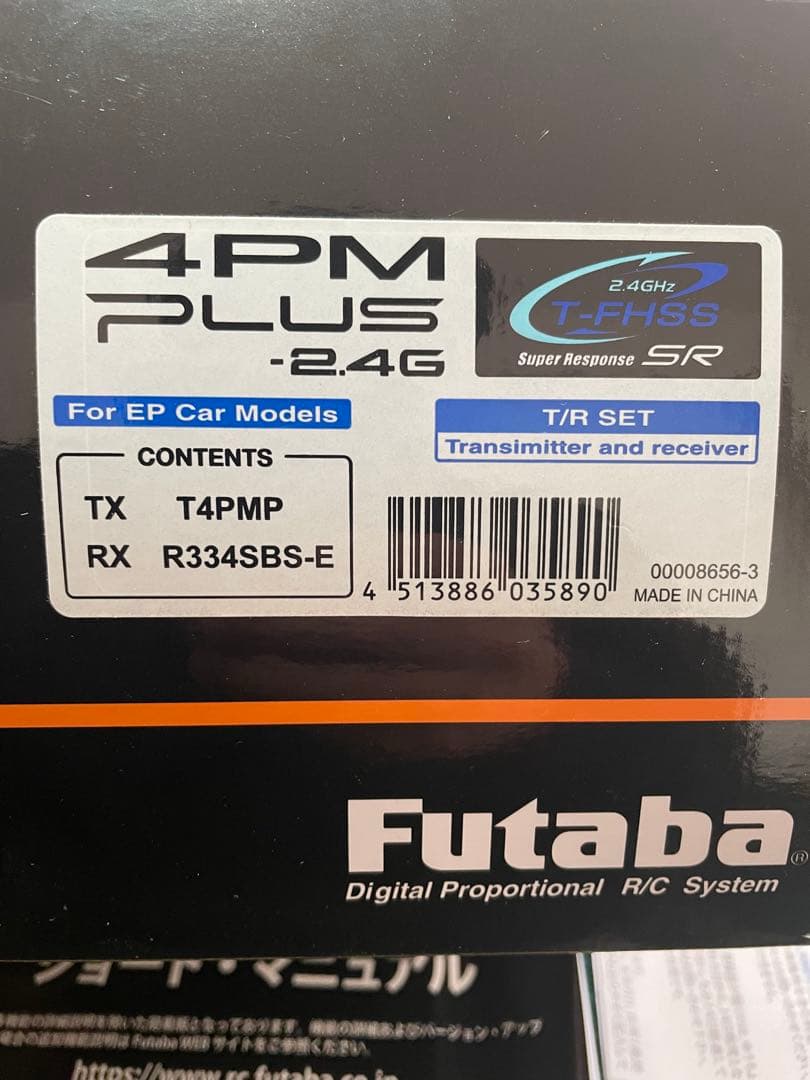 4PM
PLUS
-2.4G
2.4GHz
T-FHSS
Super Response SR
For EP Car Models
T/R SET
Transimitter and receiver
CONTENTS
TX T4PMP
RX R334SBS-E
4 513886 035890
00008656-3
MADE IN CHINA
Futaba®
Digital Proportional R/C System
ショート・マニュアル
https://www.rc.futaba.co.jp